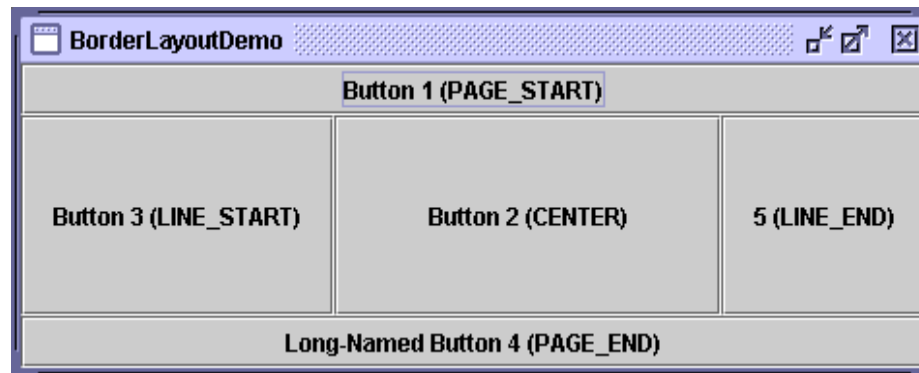 BorderLayoutDemo
Button 1 (PAGE_START)
Button 3 (LINE_START)
Button 2 (CENTER)
5 (LINE_END)
Long-Named Button 4 (PAGE_END)